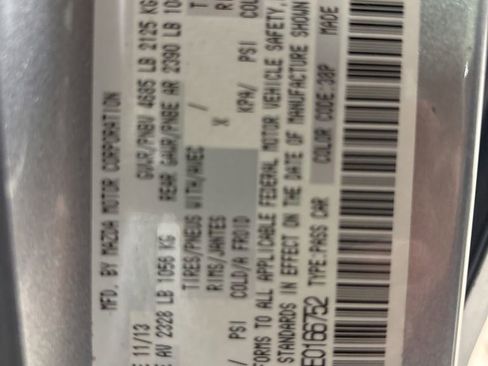 MFD. BY MAZDA MOTOR CORPORATION
11/13 GVWR/PNBV 4685 LB 2125 KG
AV 2328 LB 1056 KG REAR GAWR/PNBE AR 2390 LB
TIRES/PNEUS WITH/AVEC
RIMS/JANTES X /
PSI COLD/A FROID KPA/ PSI COLD
FORMS TO ALL APPLICABLE FEDERAL MOTOR VEHICLE SAFETY,
STANDARDS IN EFFECT ON THE DATE OF MANUFACTURE SHOWN
E0166752 TYPE:PASS CAR COLOR CODE:38P MADE